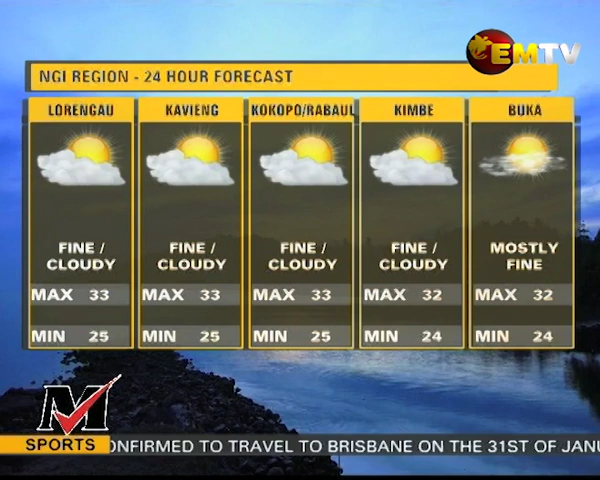 EMTV
NGI REGION - 24 HOUR FORECAST
LORENGAU KAVIENG KOKOPO/RABAUL KIMBE BUKA
FINE / FINE / FINE / FINE / MOSTLY
CLOUDY CLOUDY CLOUDY CLOUDY FINE
MAX 33 MAX 33 MAX 33 MAX 32 MAX 32
MIN 25 MIN 25 MIN 25 MIN 24 MIN 24
M
SPORTS ONFIRMED TO TRAVEL TO BRISBANE ON THE 31ST OF JANU